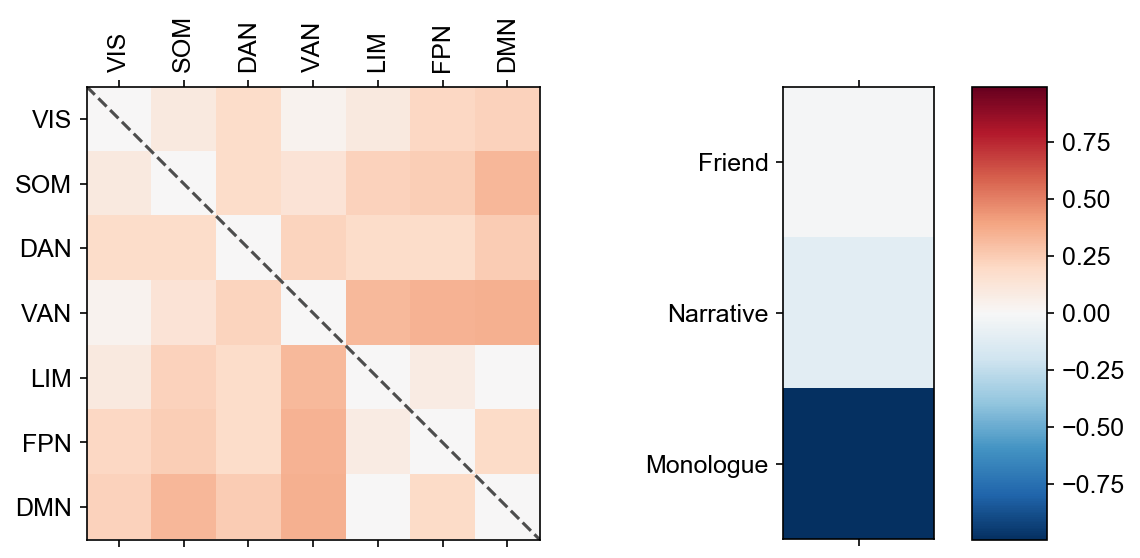 VIS SOM DAN VAN LIM FPN DMN
VIS
SOM
DAN
VAN
LIM
FPN
DMN
Friend
Narrative
Monologue
0.75
0.50
0.25
0.00
−0.25
−0.50
−0.75